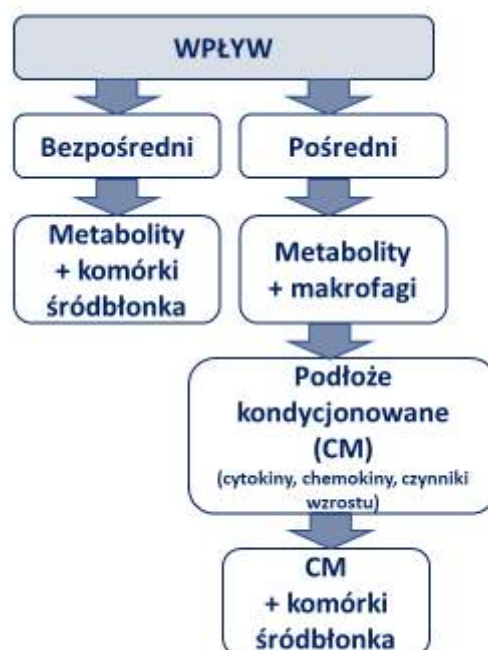 WPŁYW
Bezpośredni
Pośredni
Metabolity
+ komórki
śródbłonka
Metabolity
+ makrofagi
Podłoże
kondycjonowane
(CM)
(cytokiny, chemokiny, czynniki
wzrostu)
CM
+ komórki
śródbłonka